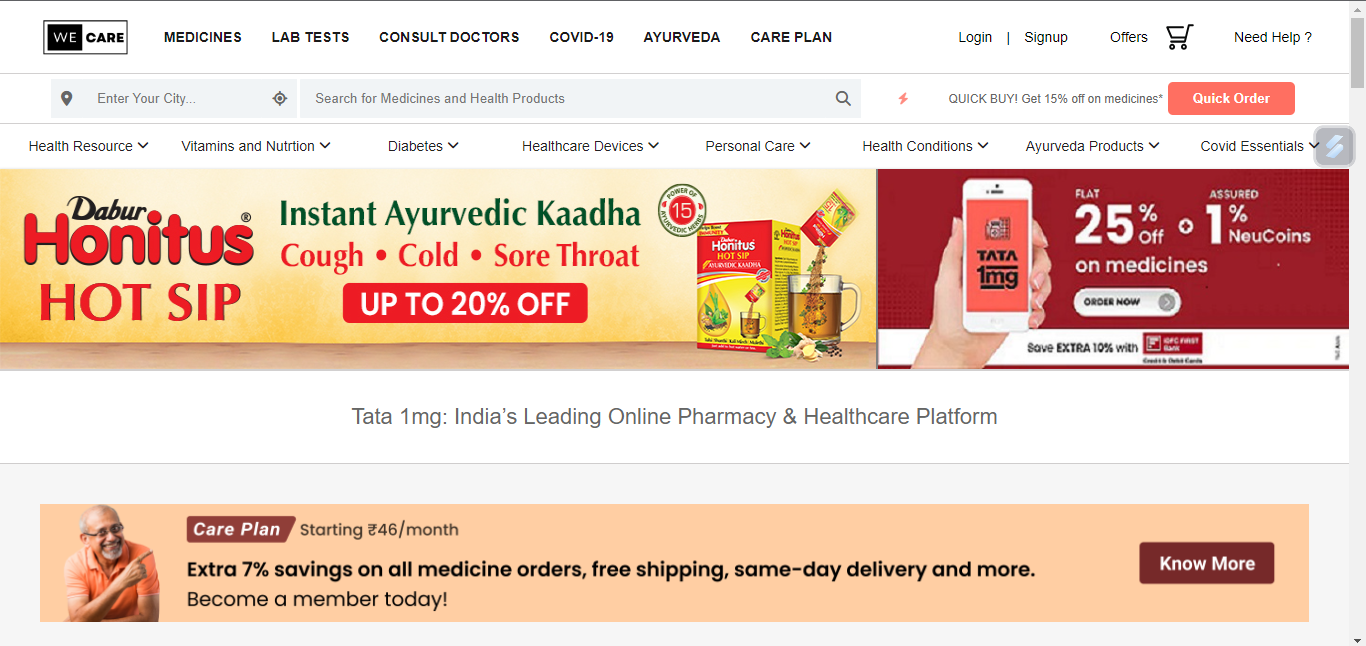 WE CARE
MEDICINES
LAB TESTS
CONSULT DOCTORS
COVID-19
AYURVEDA
CARE PLAN
Login | Signup
Offers
Need Help ?
Enter Your City...
Search for Medicines and Health Products
QUICK BUY! Get 15% off on medicines*
Quick Order
Health Resource
Vitamins and Nutrtion
Diabetes
Healthcare Devices
Personal Care
Health Conditions
Ayurveda Products
Covid Essentials
Dabur
Honitus®
HOT SIP
Instant Ayurvedic Kaadha
Cough • Cold • Sore Throat
UP TO 20% OFF
POWER OF
15
AYURVEDIC HERBS
Honitus
HOT SIP
AYURVEDIC KAADHA
Honitus
HOT SIP
TATA
1mg
FLAT
25% Off
ASSURED
1% NeuCoins
on medicines
ORDER NOW
Save EXTRA 10% with
IDFC FIRST
Bank
Credit & Debit Cards
Tata 1mg: India’s Leading Online Pharmacy & Healthcare Platform
Care Plan Starting ₹46/month
Extra 7% savings on all medicine orders, free shipping, same-day delivery and more.
Become a member today!
Know More